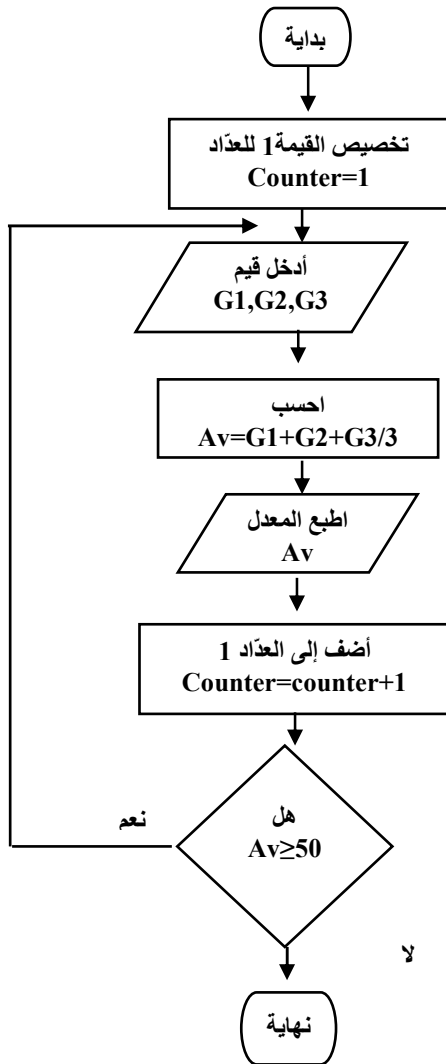 بداية
تخصيص القيمة1 للعدّاد
Counter=1
أدخل قيم
G1,G2,G3
احسب
Av=G1+G2+G3/3
اطبع المعدل
Av
أضف إلى العدّاد 1
Counter=counter+1
هل
Av≥50
نعم
لا
نهاية